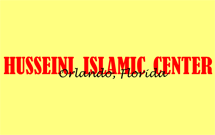 HUSSEINI ISLAMIC CENTER
Orlando, Florida